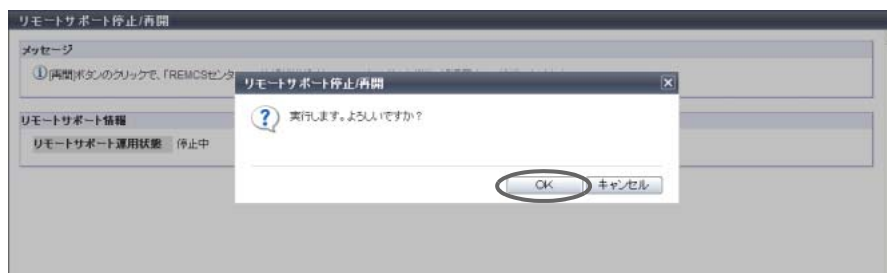 リモートサポート停止/再開
メッセージ
[再開]ボタンのクリックで、「REMCSセンタ
リモートサポート停止/再開
実行します。よろしいですか?
OK
キャンセル
リモートサポート情報
リモートサポート運用状態 停止中